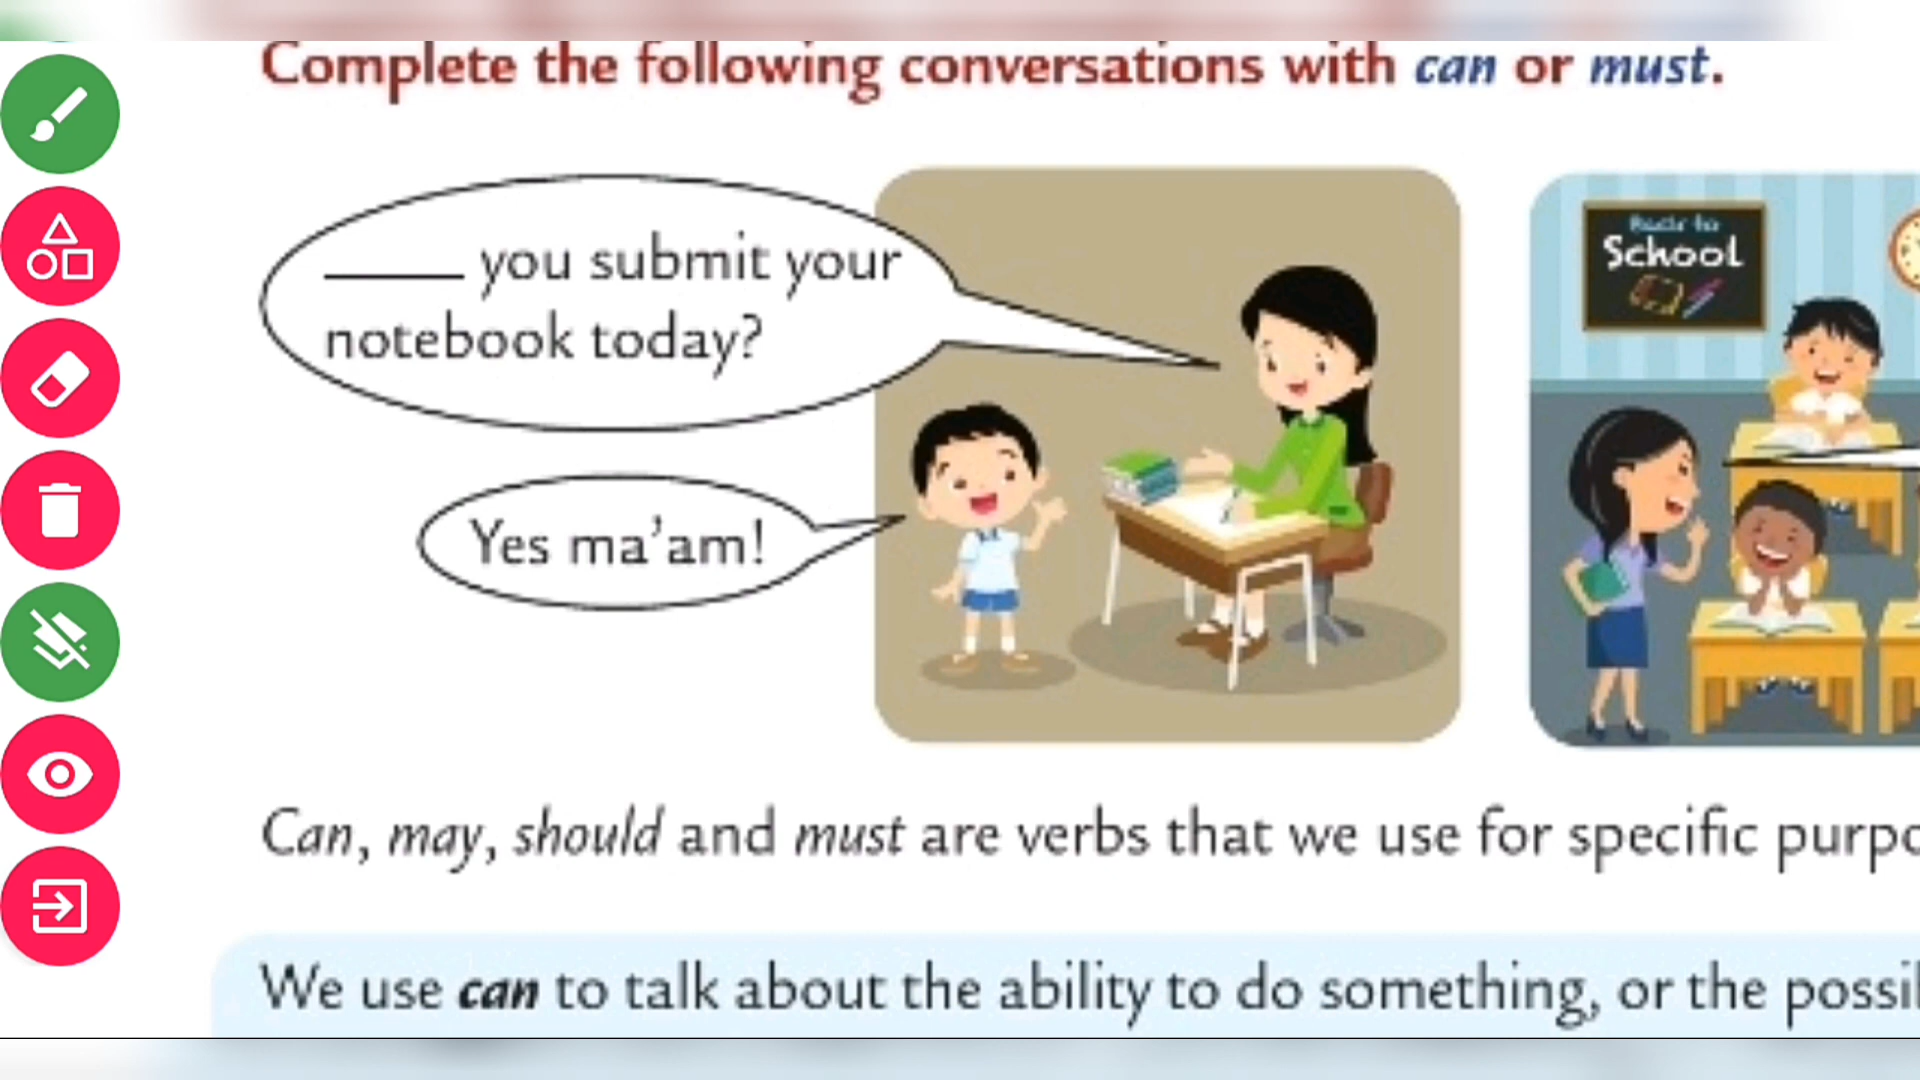 Complete the following conversations with can or must.
_____ you submit your
notebook today?
Yes ma'am!
Back to
School
Can, may, should and must are verbs that we use for specific
We use can to talk about the ability to do something, or the